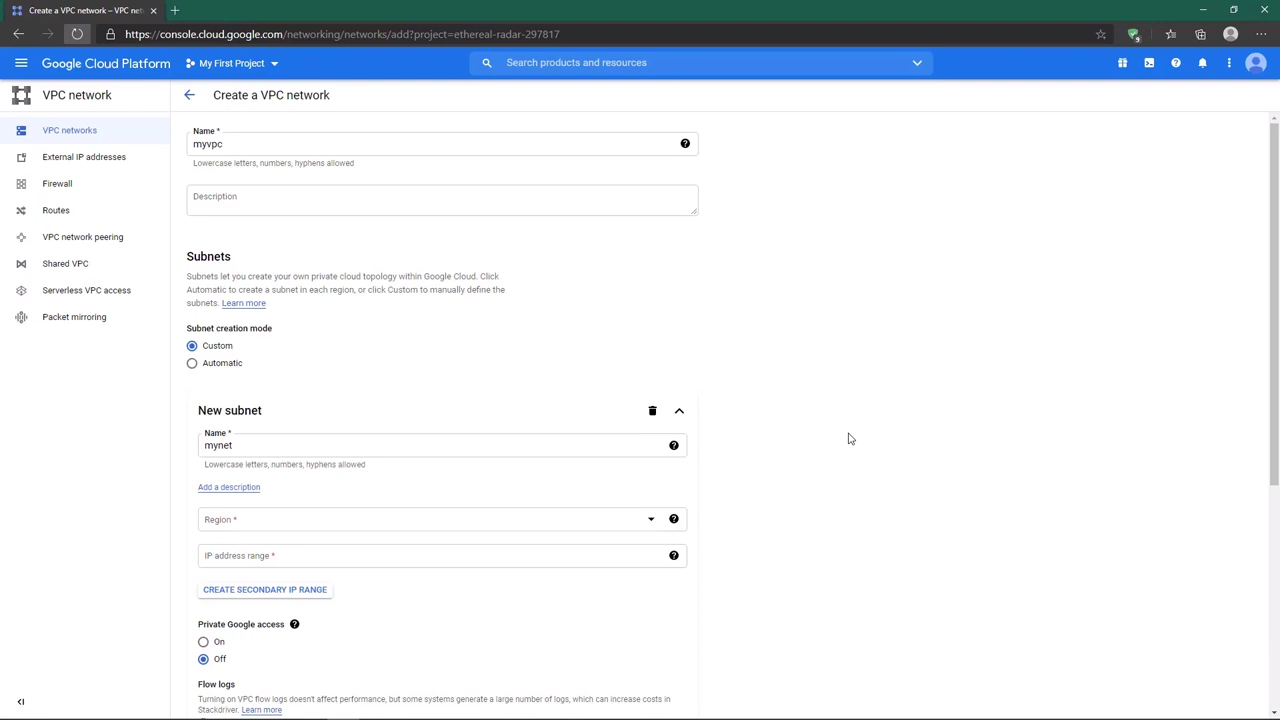 Create a VPC network – VPC net
https://console.cloud.google.com/networking/networks/add?project=ethereal-radar-297817
Google Cloud Platform
My First Project
Search products and resources
VPC network
Create a VPC network
VPC networks
External IP addresses
Firewall
Routes
VPC network peering
Shared VPC
Serverless VPC access
Packet mirroring
Name *
myvpc
Lowercase letters, numbers, hyphens allowed
Description
Subnets
Subnets let you create your own private cloud topology within Google Cloud. Click
Automatic to create a subnet in each region, or click Custom to manually define the
subnets. Learn more
Subnet creation mode
Custom
Automatic
New subnet
Name *
mynet
Lowercase letters, numbers, hyphens allowed
Add a description
Region *
IP address range *
CREATE SECONDARY IP RANGE
Private Google access
On
Off
Flow logs
Turning on VPC flow logs doesn't affect performance, but some systems generate a large number of logs, which can increase costs in
Stackdriver. Learn more